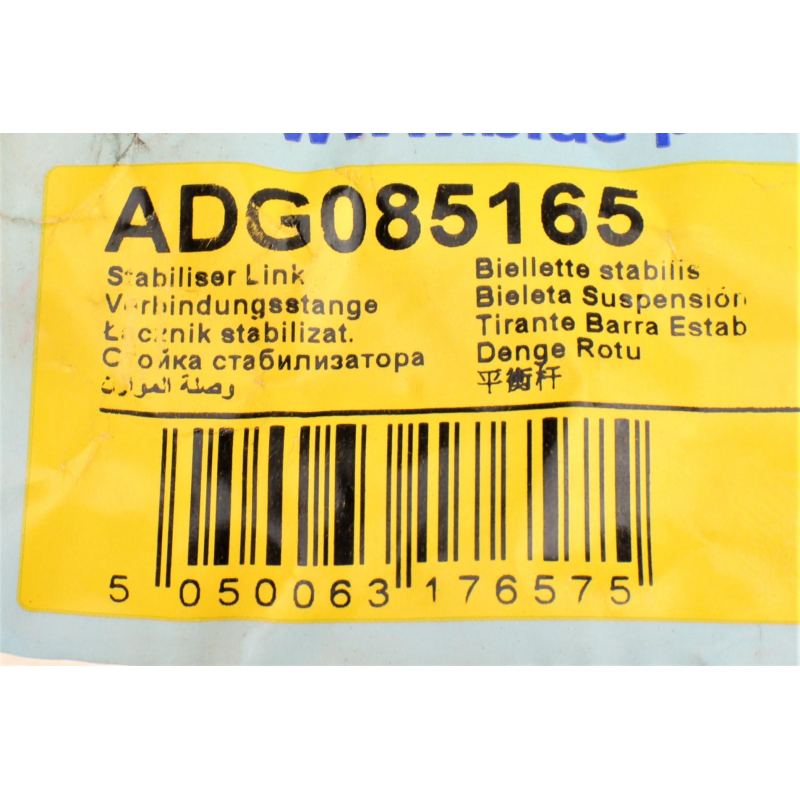 ADG085165
Stabiliser Link
Verbindungsstange
Łącznik stabilizat.
Стойка стабилизатора
وصلة الموازن
Biellette stabilis
Bieleta Suspensión
Tirante Barra Estab
Denge Rotu
平衡杆
5 050063 176575